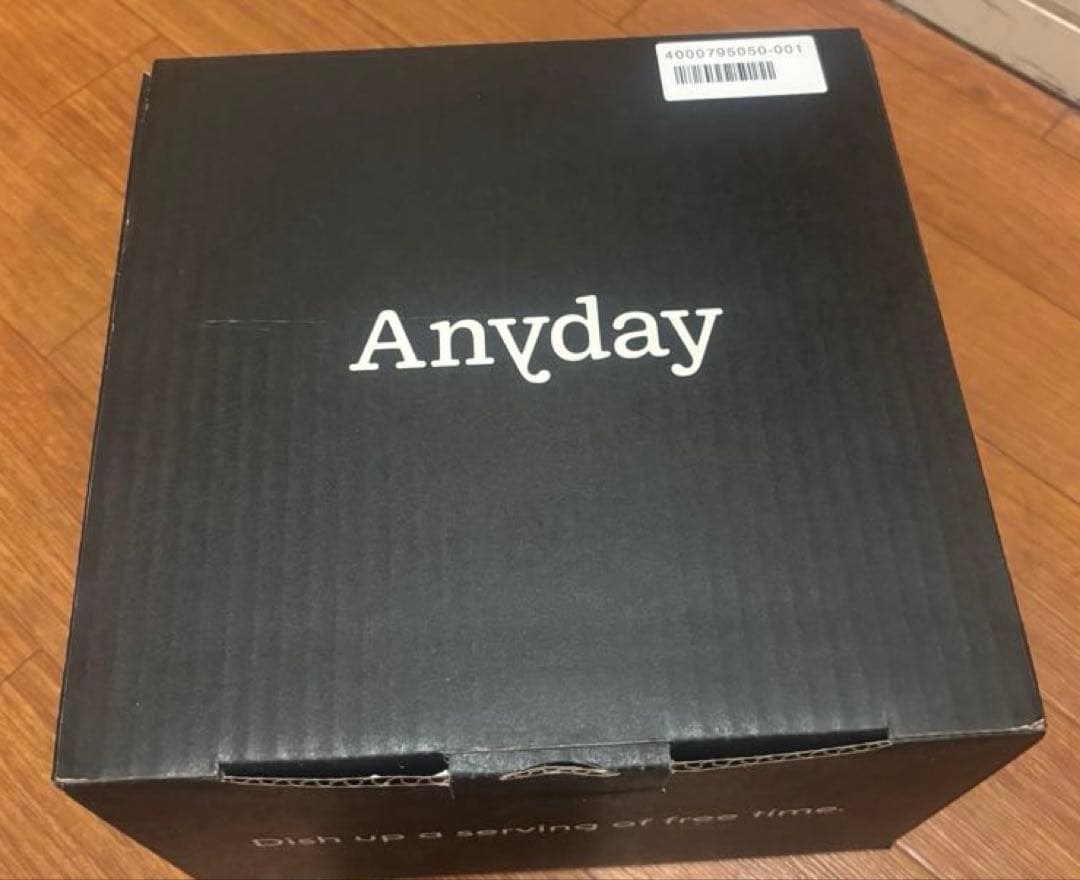 4000795050-001
Anyday
Dish up a serving of free time.